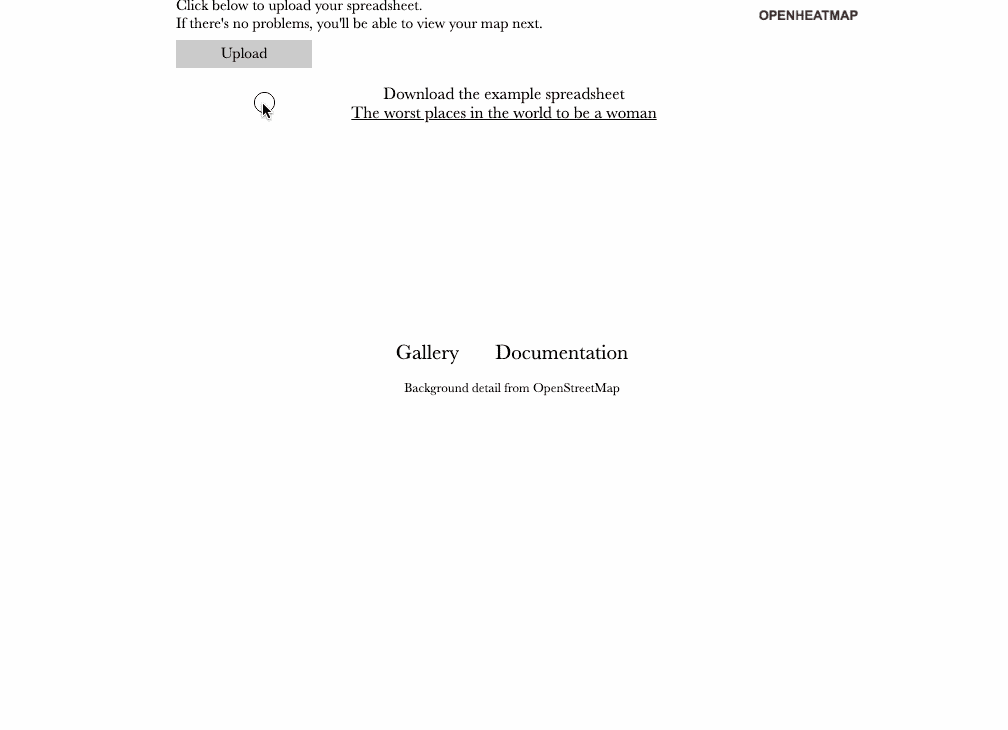 Click below to upload your spreadsheet.
If there's no problems, you'll be able to view your map next.
OPENHEATMAP
Upload
Download the example spreadsheet
The worst places in the world to be a woman
Gallery Documentation
Background detail from OpenStreetMap